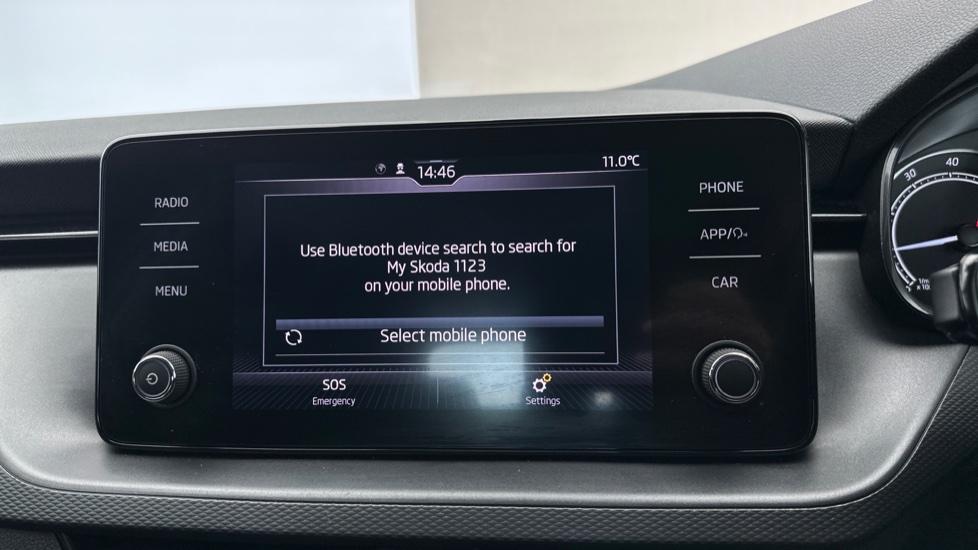 14:46
11.0°C
RADIO
MEDIA
MENU
Use Bluetooth device search to search for
My Skoda 1123
on your mobile phone.
Select mobile phone
SOS
Emergency
Settings
PHONE
APP/
CAR
30
40
1/m